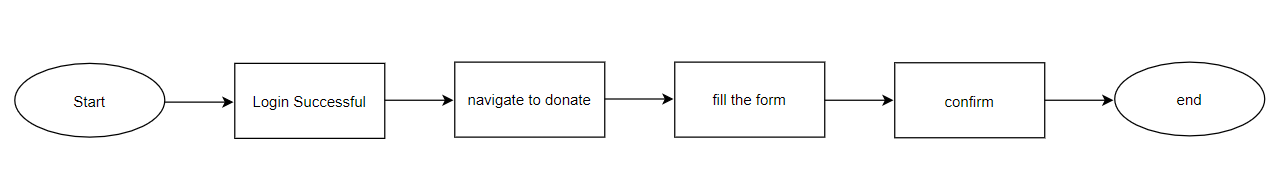 Start
Login Successful
navigate to donate
fill the form
confirm
end